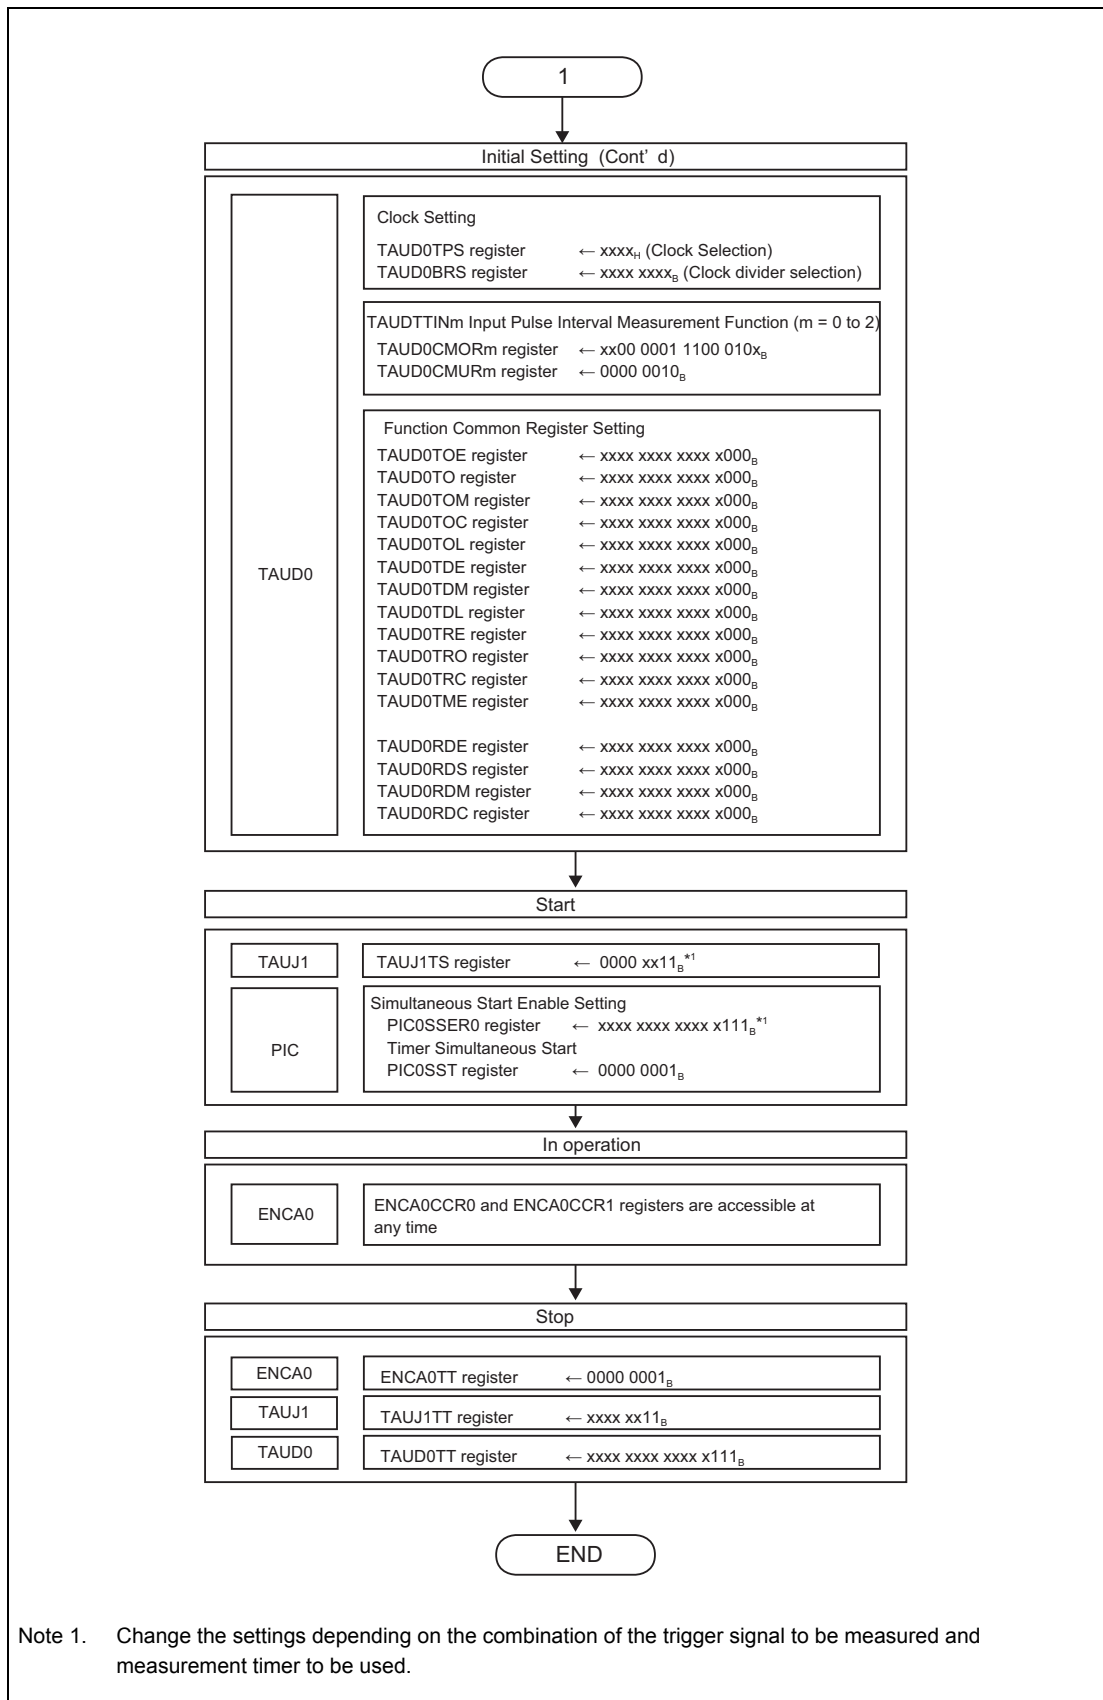 1
Initial Setting (Cont' d)
TAUD0
Clock Setting
TAUD0TPS register ← xxxxH (Clock Selection)
TAUD0BRS register ← xxxx xxxxB (Clock divider selection)
TAUDTTINm Input Pulse Interval Measurement Function (m = 0 to 2)
TAUD0CMORm register ← xx00 0001 1100 010xB
TAUD0CMURm register ← 0000 0010B
Function Common Register Setting
TAUD0TOE register ← xxxx xxxx xxxx x000B
TAUD0TO register ← xxxx xxxx xxxx x000B
TAUD0TOM register ← xxxx xxxx xxxx x000B
TAUD0TOC register ← xxxx xxxx xxxx x000B
TAUD0TOL register ← xxxx xxxx xxxx x000B
TAUD0TDE register ← xxxx xxxx xxxx x000B
TAUD0TDM register ← xxxx xxxx xxxx x000B
TAUD0TDL register ← xxxx xxxx xxxx x000B
TAUD0TRE register ← xxxx xxxx xxxx x000B
TAUD0TRO register ← xxxx xxxx xxxx x000B
TAUD0TRC register ← xxxx xxxx xxxx x000B
TAUD0TME register ← xxxx xxxx xxxx x000B
TAUD0RDE register ← xxxx xxxx xxxx x000B
TAUD0RDS register ← xxxx xxxx xxxx x000B
TAUD0RDM register ← xxxx xxxx xxxx x000B
TAUD0RDC register ← xxxx xxxx xxxx x000B
Start
TAUJ1
TAUJ1TS register ← 0000 xx11B*1
PIC
Simultaneous Start Enable Setting
PIC0SSER0 register ← xxxx xxxx xxxx x111B*1
Timer Simultaneous Start
PIC0SST register ← 0000 0001B
In operation
ENCA0
ENCA0CCR0 and ENCA0CCR1 registers are accessible at
any time
Stop
ENCA0
ENCA0TT register ← 0000 0001B
TAUJ1
TAUJ1TT register ← xxxx xx11B
TAUD0
TAUD0TT register ← xxxx xxxx xxxx x111B
END
Note 1. Change the settings depending on the combination of the trigger signal to be measured and
measurement timer to be used.